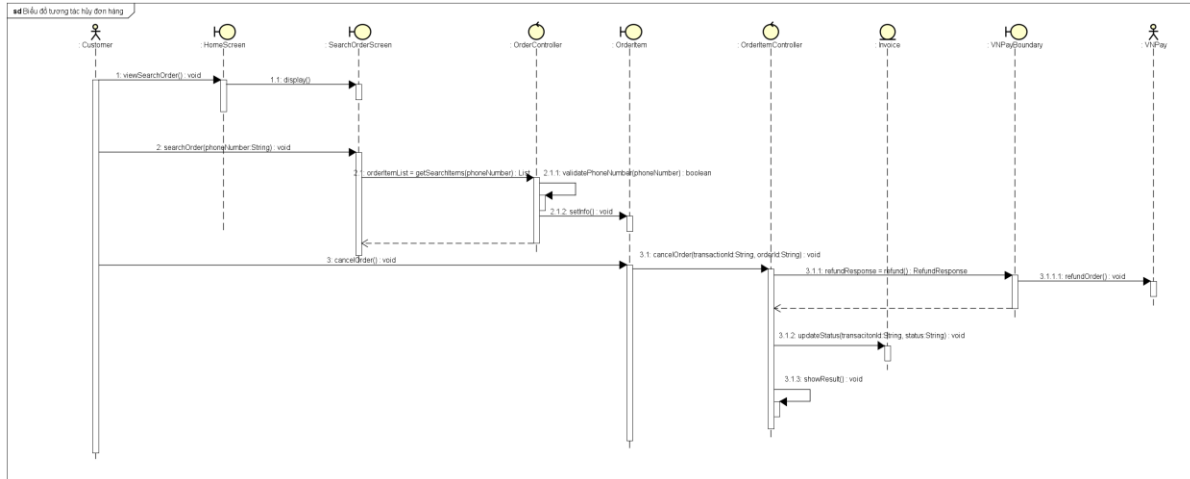 sd Biểu đồ tương tác hủy đơn hàng
: Customer
: HomeScreen
: SearchOrderScreen
: OrderController
: OrderItem
: OrderItemController
: Invoice
: VNPayBoundary
: VNPay
1: viewSearchOrder() : void
1.1: display()
2: searchOrder(phoneNumber:String) : void
2.1: orderItemList = getSearchItems(phoneNumber) : List
2.1.1: validatePhoneNumber(phoneNumber) : boolean
2.1.2: setInfo() : void
3: cancelOrder() : void
3.1: cancelOrder(transactionId:String, orderId:String) : void
3.1.1: refundResponse = refund() : RefundResponse
3.1.1.1: refundOrder() : void
3.1.2: updateStatus(transacitonId:String, status:String) : void
3.1.3: showResult() : void